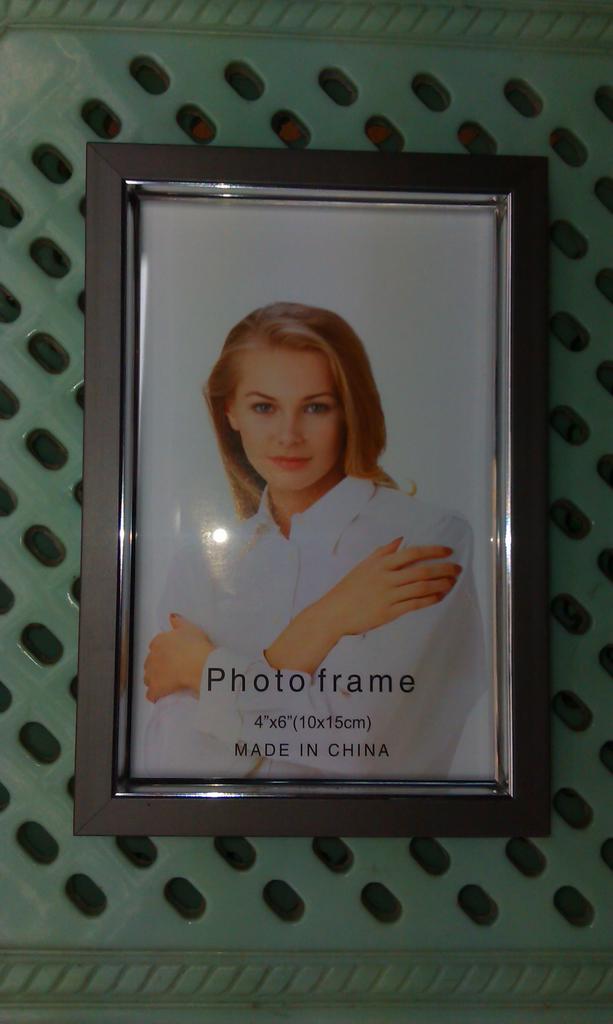 Photo frame
4"x6"(10x15cm)
MADE IN CHINA